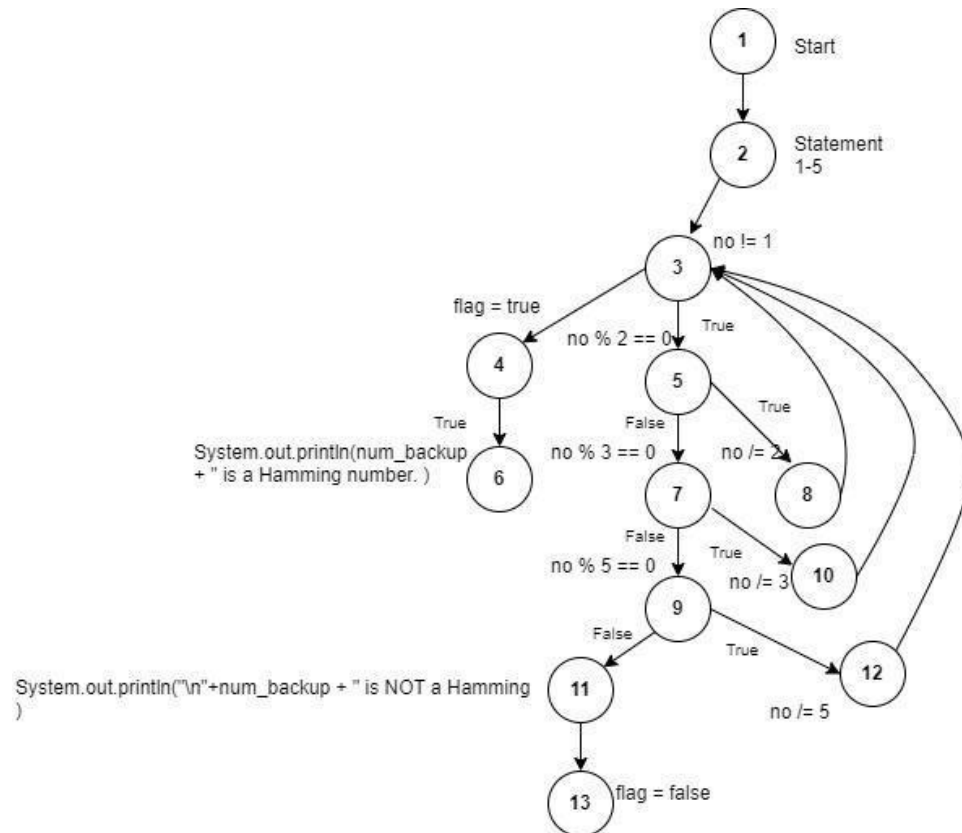 1
Start
2
Statement
1-5
no != 1
3
flag = true
True
no % 2 == 0
4
5
True
True
False
System.out.println(num_backup
+ " is a Hamming number. )
no % 3 == 0
no /= 2
6
7
8
False
True
no % 5 == 0
no /= 3
10
9
False
True
12
System.out.println("\n"+num_backup + " is NOT a Hamming
)
11
no /= 5
13
flag = false